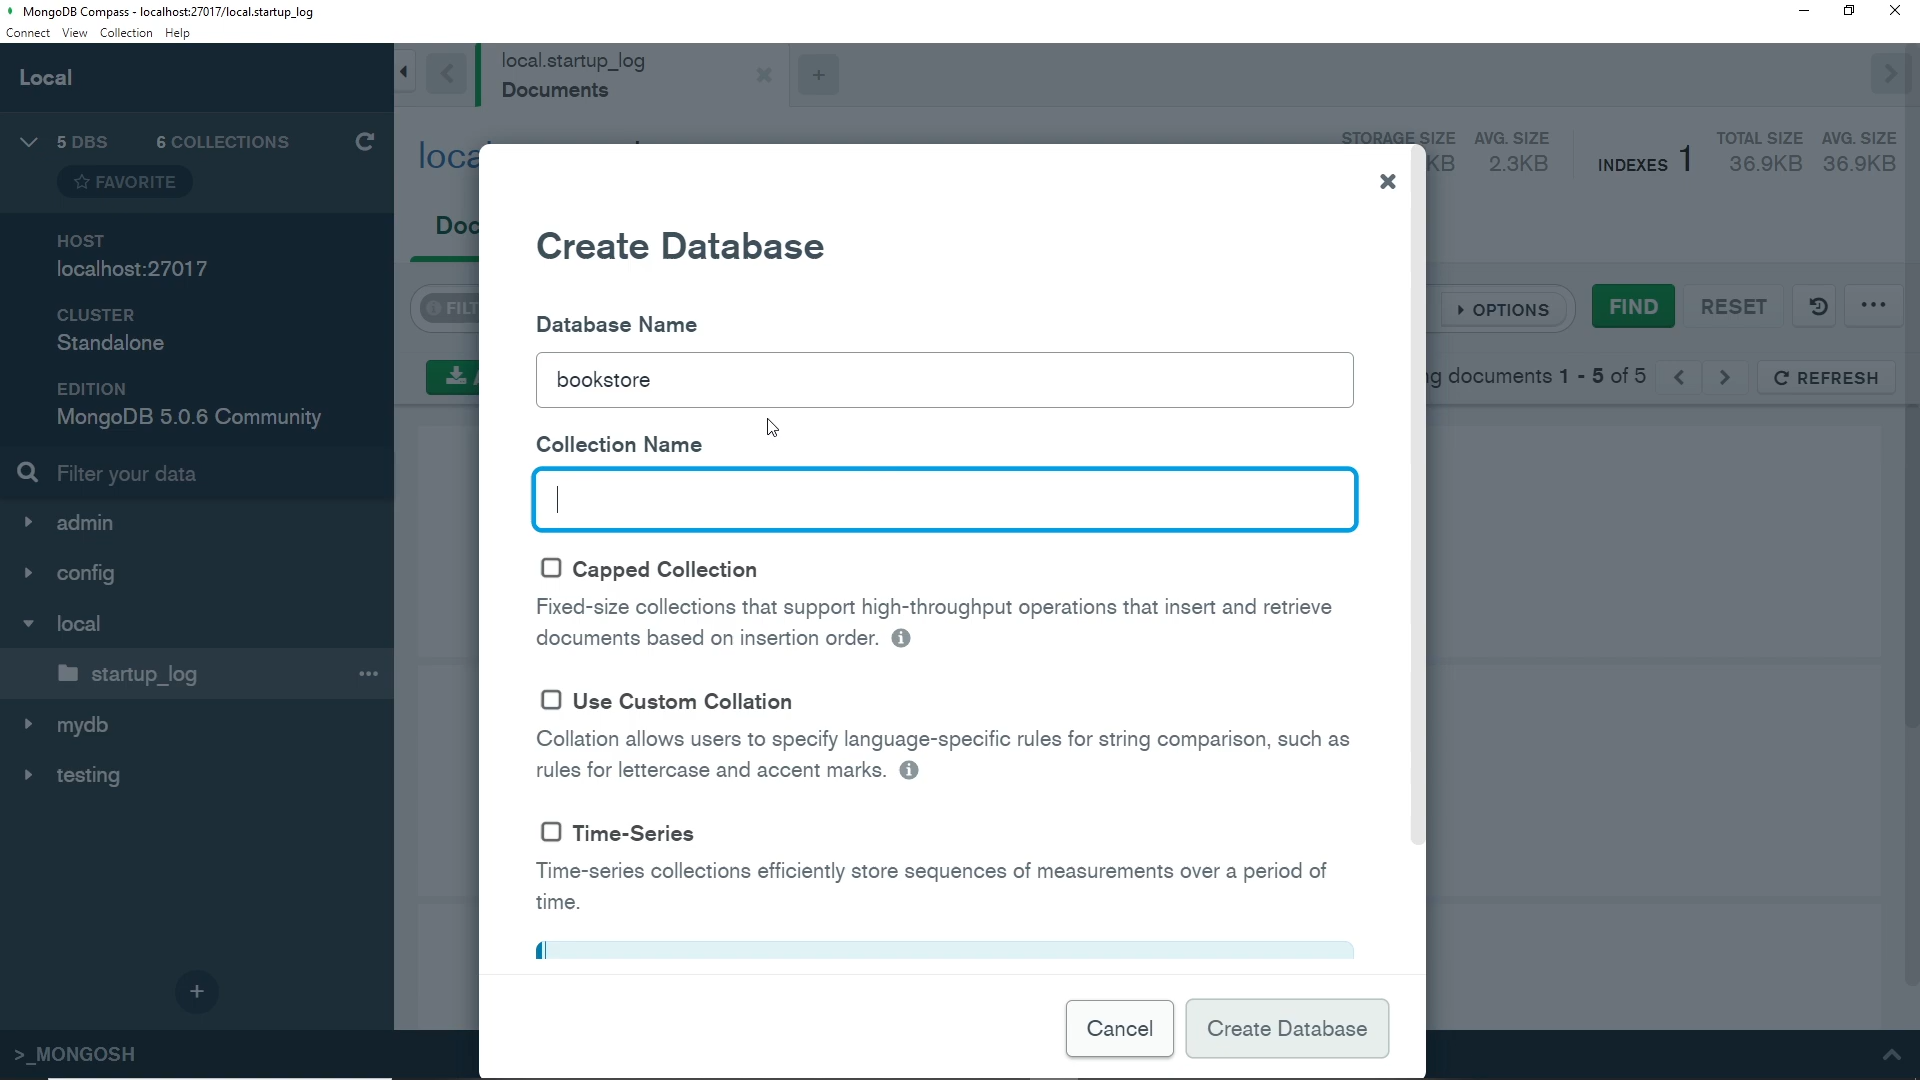 MongoDB Compass - localhost:27017/local.startup_log
Connect View Collection Help
Local
5 DBS 6 COLLECTIONS
FAVORITE
HOST
localhost:27017
CLUSTER
Standalone
EDITION
MongoDB 5.0.6 Community
Filter your data
admin
config
local
startup_log
mydb
testing
+
>_MONGOSH
local.startup_log
Documents
+
loca
STORAGE SIZE AVG. SIZE
KB 2.3KB
INDEXES 1
TOTAL SIZE AVG. SIZE
36.9KB 36.9KB
Doc
FILT
OPTIONS
FIND
RESET
A
g documents 1 - 5 of 5
REFRESH
Create Database
Database Name
bookstore
Collection Name
Capped Collection
Fixed-size collections that support high-throughput operations that insert and retrieve
documents based on insertion order.
Use Custom Collation
Collation allows users to specify language-specific rules for string comparison, such as
rules for lettercase and accent marks.
Time-Series
Time-series collections efficiently store sequences of measurements over a period of
time.
Cancel
Create Database